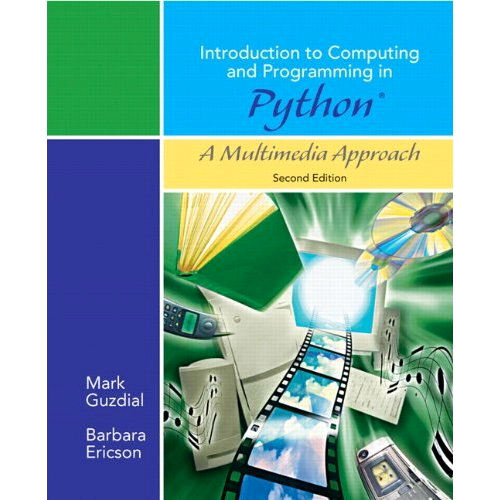 Introduction to Computing
and Programming in
Python®
A Multimedia Approach
Second Edition
Mark
Guzdial
Barbara
Ericson